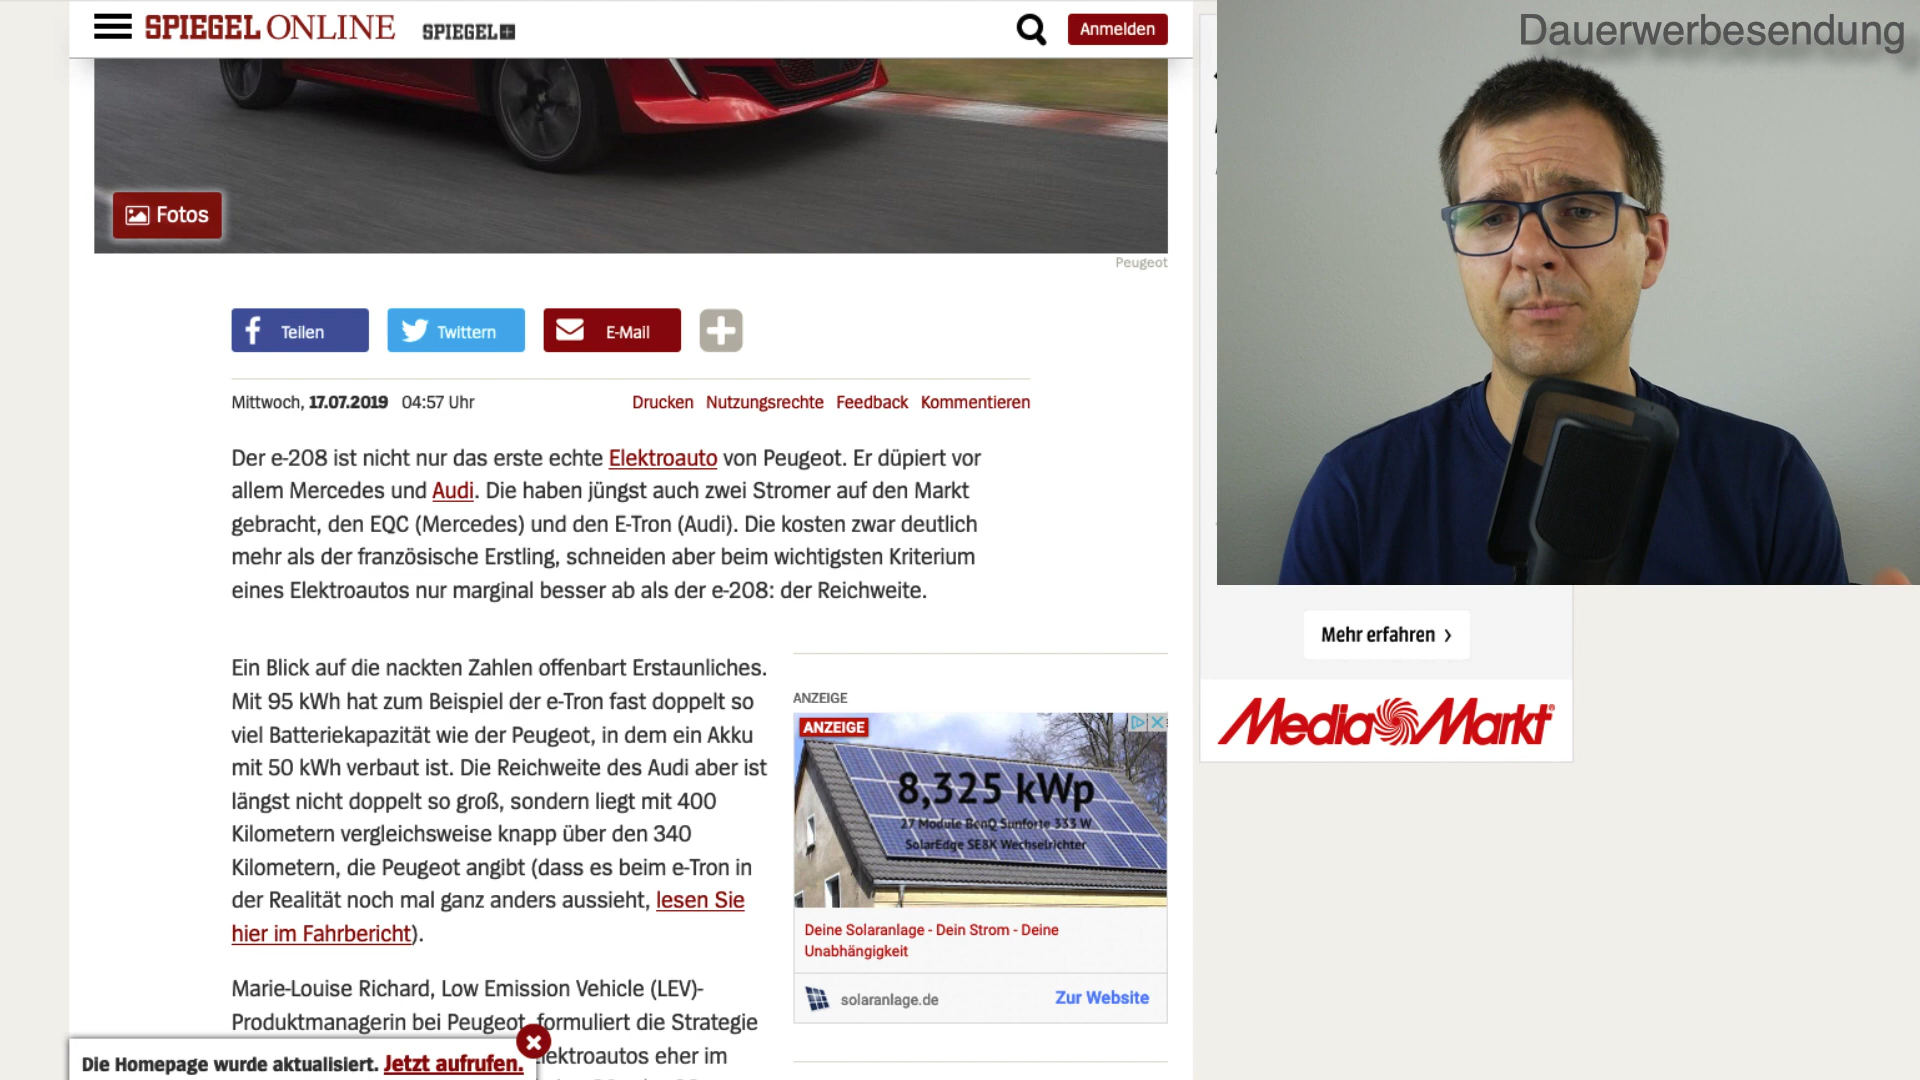 SPIEGEL ONLINE
SPIEGEL+
Anmelden
Dauerwerbesendung
Fotos
Peugeot
Teilen
Twittern
E-Mail
Mittwoch, 17.07.2019 04:57 Uhr
Drucken Nutzungsrechte Feedback Kommentieren
Der e-208 ist nicht nur das erste echte Elektroauto von Peugeot. Er düpiert vor
allem Mercedes und Audi. Die haben jüngst auch zwei Stromer auf den Markt
gebracht, den EQC (Mercedes) und den E-Tron (Audi). Die kosten zwar deutlich
mehr als der französische Erstling, schneiden aber beim wichtigsten Kriterium
eines Elektroautos nur marginal besser ab als der e-208: der Reichweite.
Ein Blick auf die nackten Zahlen offenbart Erstaunliches.
Mit 95 kWh hat zum Beispiel der e-Tron fast doppelt so
viel Batteriekapazität wie der Peugeot, in dem ein Akku
mit 50 kWh verbaut ist. Die Reichweite des Audi aber ist
längst nicht doppelt so groß, sondern liegt mit 400
Kilometern vergleichsweise knapp über den 340
Kilometern, die Peugeot angibt (dass es beim e-Tron in
der Realität noch mal ganz anders aussieht, lesen Sie
hier im Fahrbericht).
Marie-Louise Richard, Low Emission Vehicle (LEV)-
Produktmanagerin bei Peugeot, formuliert die Strategie
lektroautos eher im
Die Homepage wurde aktualisiert. Jetzt aufrufen.
ANZEIGE
ANZEIGE
8,325 kWp
27 Module BenQ Sunforte 333 W
SolarEdge SE8K Wechselrichter
Deine Solaranlage - Dein Strom - Deine
Unabhängigkeit
solaranlage.de
Zur Website
Mehr erfahren ›
Media Markt